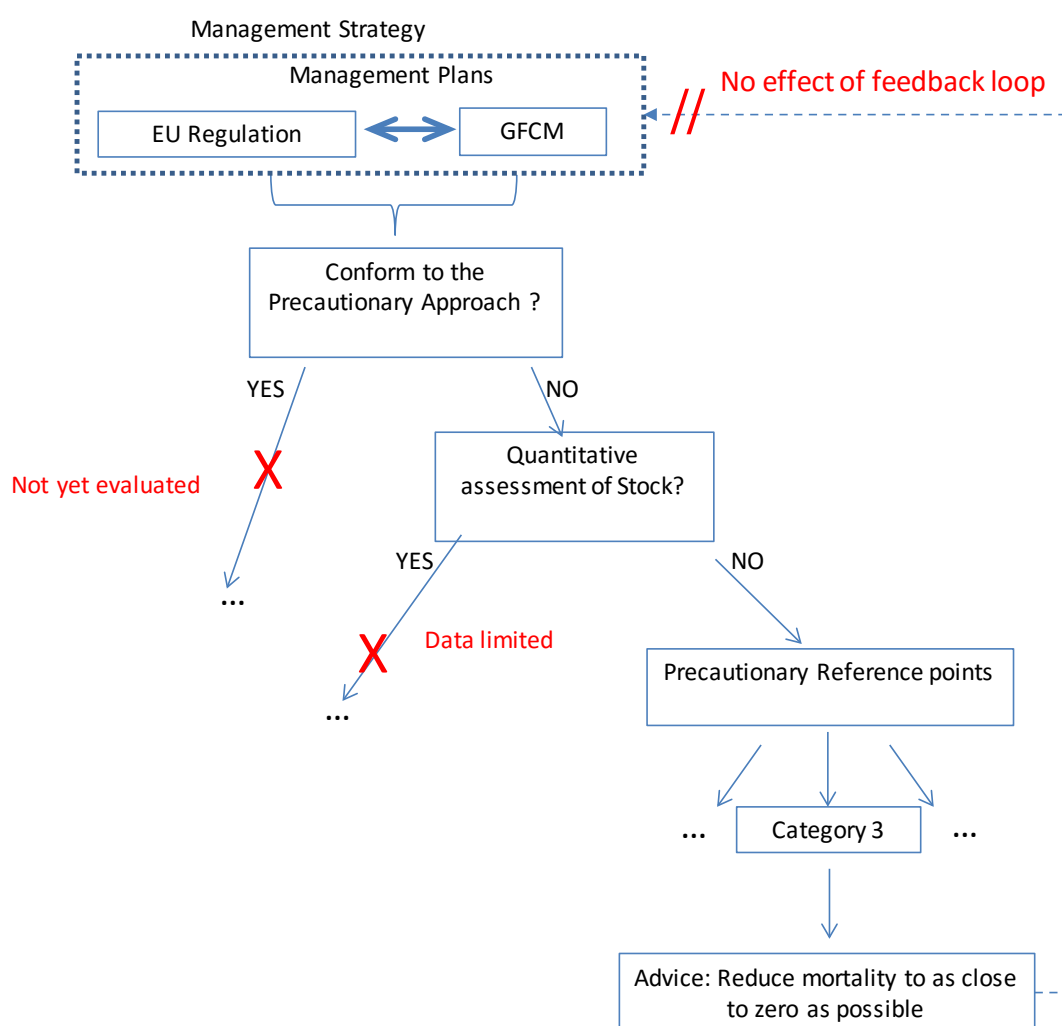 Management Strategy
Management Plans
No effect of feedback loop
//
EU Regulation
GFCM
Conform to the
Precautionary Approach ?
YES
NO
Not yet evaluated
X
Quantitative
assessment of Stock?
...
YES
NO
Data limited
X
...
Precautionary Reference points
...
Category 3
...
Advice: Reduce mortality to as close
to zero as possible